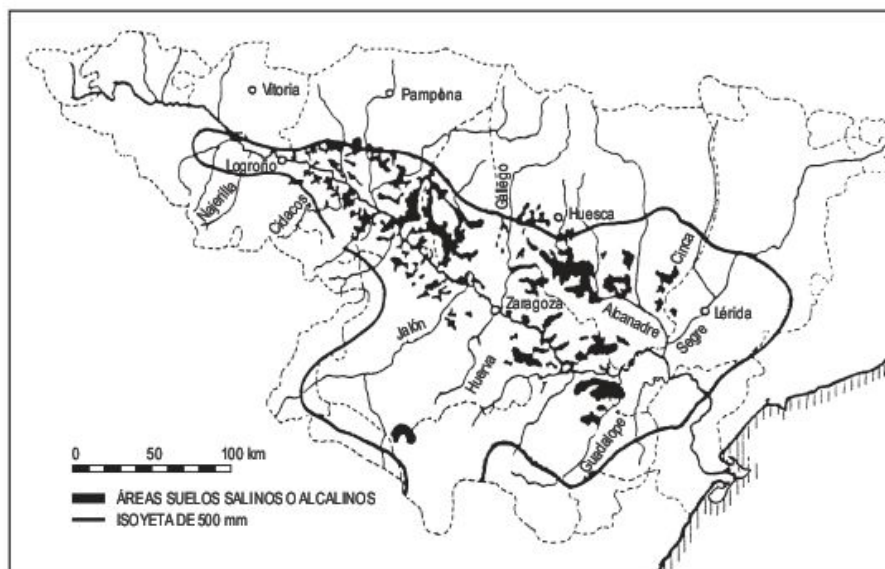 Vitoria
Pamplona
Logroño
Najerilla
Cidacos
Gállego
Huesca
Cinca
Zaragoza
Alcanadre
Lérida
Segre
Jalón
Huerva
Guadalope
0 50 100 km
ÁREAS SUELOS SALINOS O ALCALINOS
ISOYETA DE 500 mm